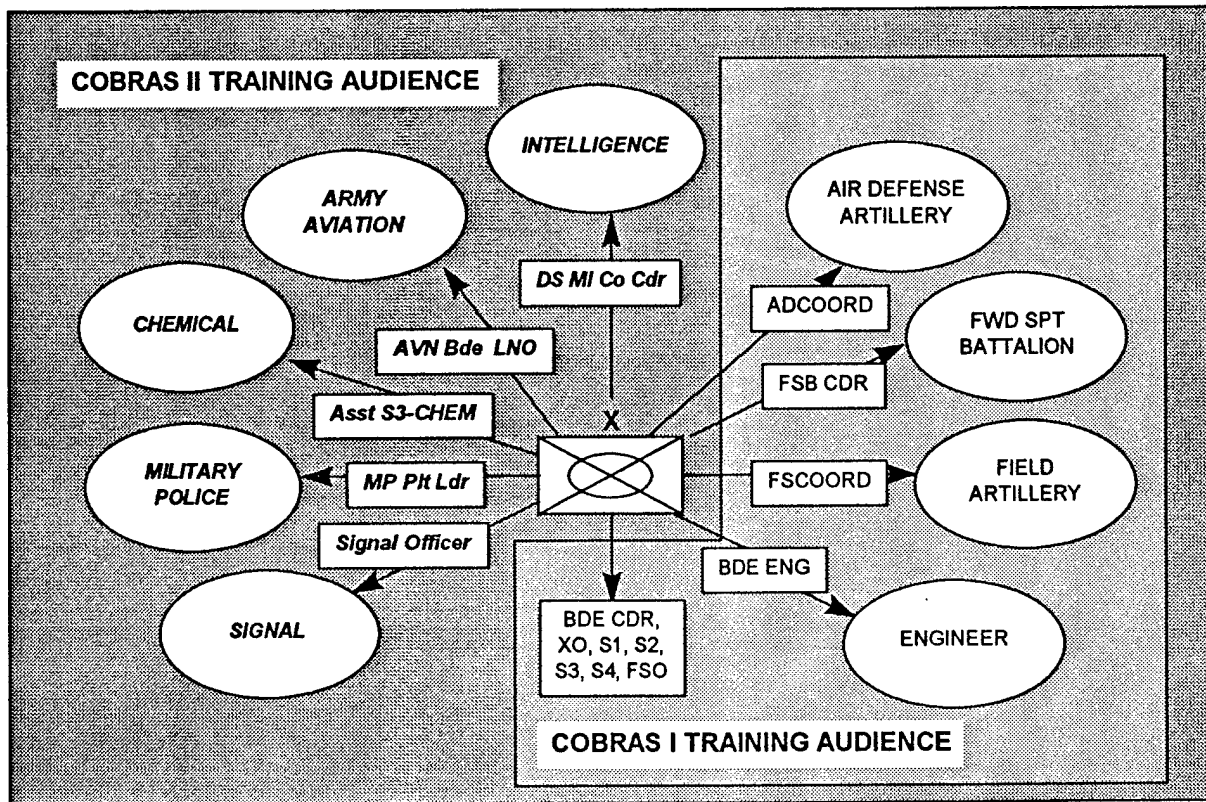 COBRAS II TRAINING AUDIENCE
INTELLIGENCE
ARMY
AVIATION
AIR DEFENSE
ARTILLERY
DS MI Co Cdr
ADCOORD
CHEMICAL
AVN Bde LNO
FWD SPT
BATTALION
FSB CDR
Asst S3-CHEM
X
MILITARY
POLICE
MP Plt Ldr
FSCOORD
FIELD
ARTILLERY
Signal Officer
BDE ENG
SIGNAL
BDE CDR,
XO, S1, S2,
S3, S4, FSO
ENGINEER
COBRAS I TRAINING AUDIENCE